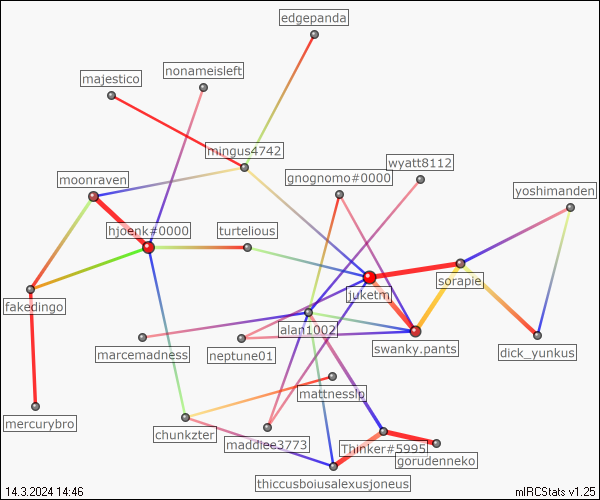 edgepanda
nonameisleft
majestico
mingus4742
wyatt8112
moonraven
gnognomo#0000
yoshimanden
hjoenk#0000
turtelious
sorapie
juketm
fakedingo
alan1002
swanky.pants
marcemadness
neptune01
dick_yunkus
mattnesslp
mercurybro
chunkzter
maddiee3773
Thinker#5995
gorudenneko
thiccusboiusalexusjoneus
14.3.2024 14:46
mIRCStats v1.25